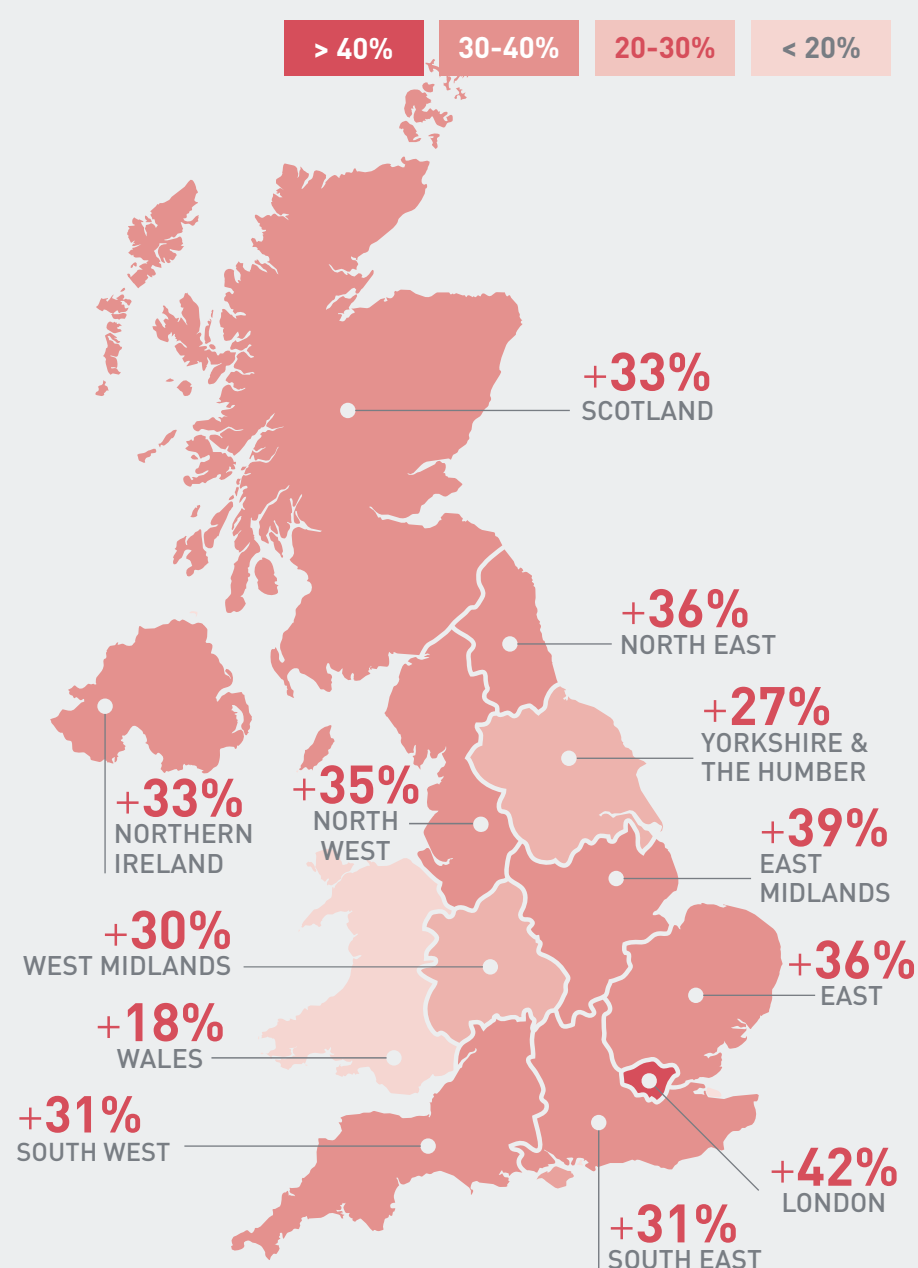 > 40%
30-40%
20-30%
< 20%
+33%
SCOTLAND
+36%
NORTH EAST
+27%
YORKSHIRE &
THE HUMBER
+35%
NORTH
WEST
+33%
NORTHERN
IRELAND
+39%
EAST
MIDLANDS
+30%
WEST MIDLANDS
+36%
EAST
+18%
WALES
+31%
SOUTH WEST
+42%
LONDON
+31%
SOUTH EAST